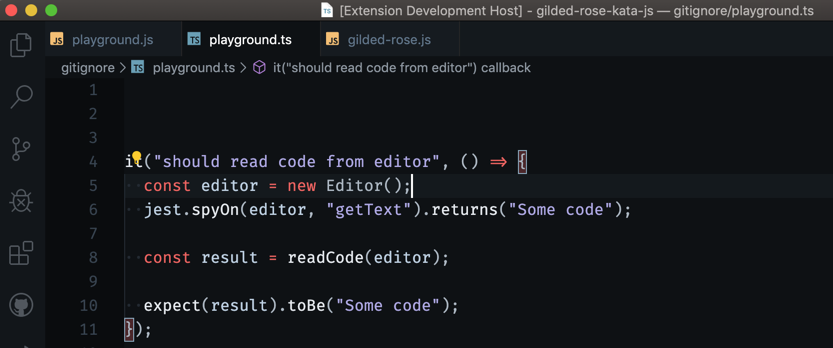 TS [Extension Development Host] - gilded-rose-kata-js — gitignore/playground.ts
JS playground.js TS playground.ts JS gilded-rose.js
gitignore > TS playground.ts > it("should read code from editor") callback
1
2
3
4 it("should read code from editor", () => {
5 const editor = new Editor();
6 jest.spyOn(editor, "getText").returns("Some code");
7
8 const result = readCode(editor);
9
10 expect(result).toBe("Some code");
11 });